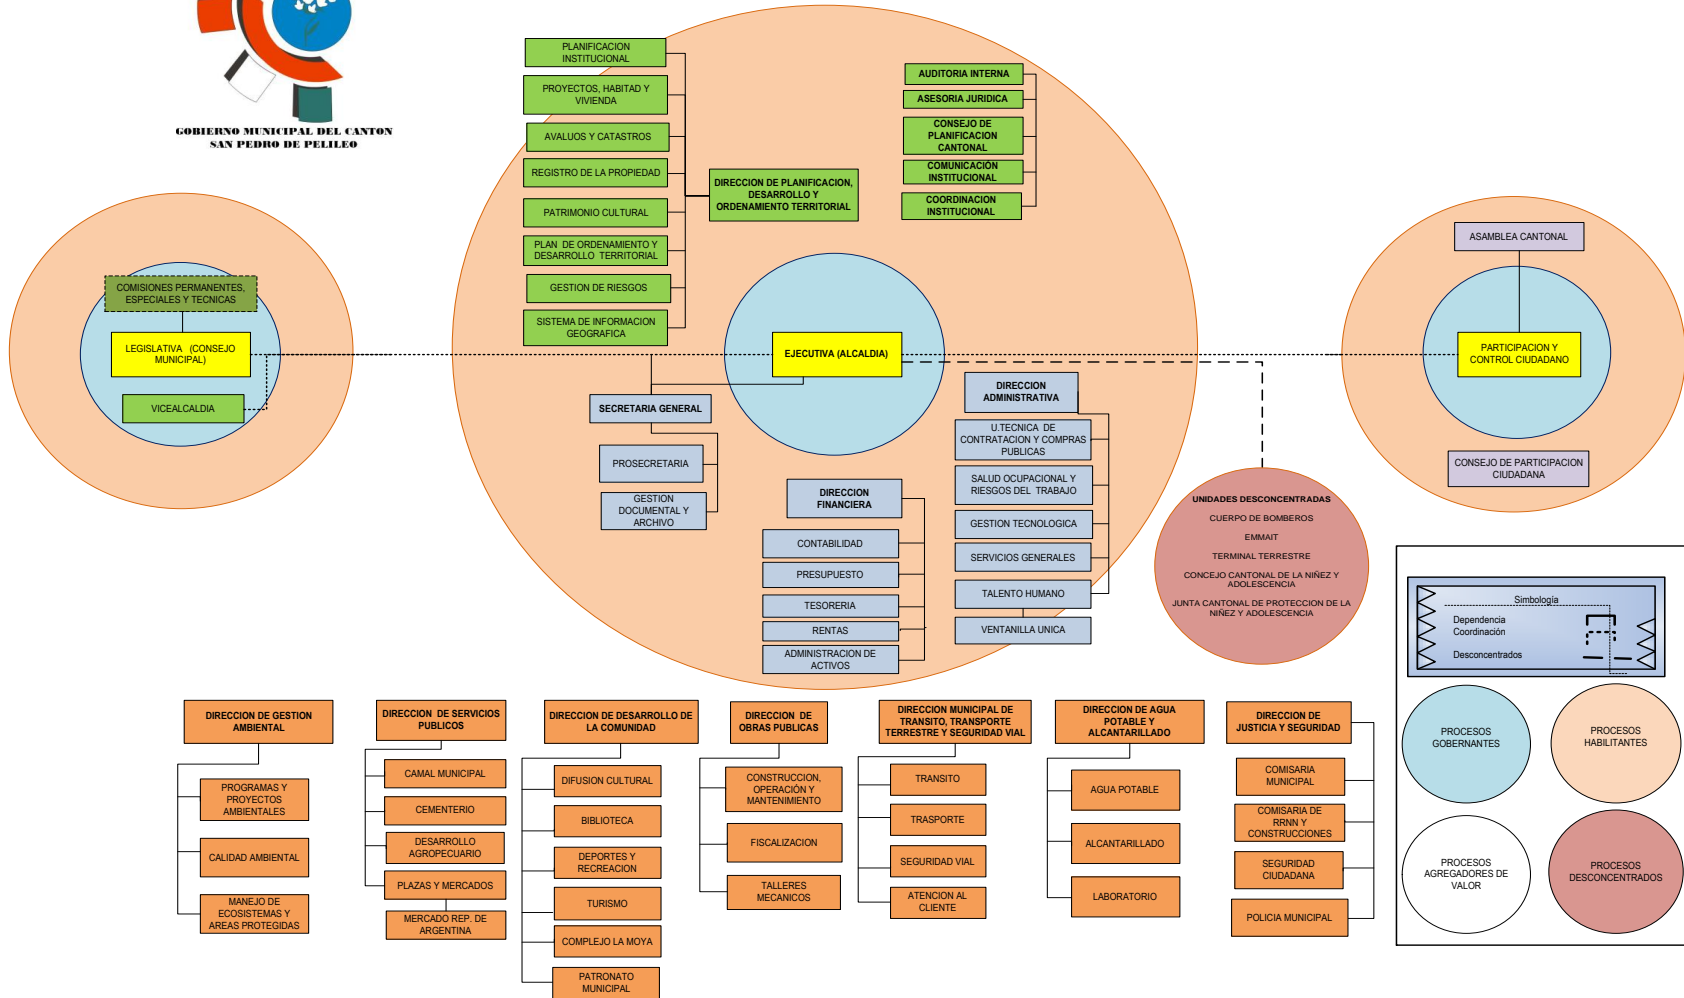 GOBIERNO MUNICIPAL DEL CANTON
SAN PEDRO DE PELILEO
PLANIFICACION
INSTITUCIONAL
PROYECTOS, HABITAD Y
VIVIENDA
AVALUOS Y CATASTROS
REGISTRO DE LA PROPIEDAD
PATRIMONIO CULTURAL
PLAN DE ORDENAMIENTO Y
DESARROLLO TERRITORIAL
GESTION DE RIESGOS
SISTEMA DE INFORMACION
GEOGRAFICA
DIRECCION DE PLANIFICACION,
DESARROLLO Y
ORDENAMIENTO TERRITORIAL
AUDITORIA INTERNA
ASESORIA JURIDICA
CONSEJO DE
PLANIFICACION
CANTONAL
COMUNICACIÓN
INSTITUCIONAL
COORDINACION
INSTITUCIONAL
COMISIONES PERMANENTES,
ESPECIALES Y TECNICAS
LEGISLATIVA (CONSEJO
MUNICIPAL)
VICEALCALDIA
EJECUTIVA (ALCALDIA)
ASAMBLEA CANTONAL
PARTICIPACION Y
CONTROL CIUDADANO
CONSEJO DE PARTICIPACION
CIUDADANA
SECRETARIA GENERAL
PROSECRETARIA
GESTION
DOCUMENTAL Y
ARCHIVO
DIRECCION
FINANCIERA
CONTABILIDAD
PRESUPUESTO
TESORERIA
RENTAS
ADMINISTRACION DE
ACTIVOS
DIRECCION
ADMINISTRATIVA
U.TECNICA DE
CONTRATACION Y COMPRAS
PUBLICAS
SALUD OCUPACIONAL Y
RIESGOS DEL TRABAJO
GESTION TECNOLOGICA
SERVICIOS GENERALES
TALENTO HUMANO
VENTANILLA UNICA
UNIDADES DESCONCENTRADAS
CUERPO DE BOMBEROS
EMMAIT
TERMINAL TERRESTRE
CONCEJO CANTONAL DE LA NIÑEZ Y
ADOLESCENCIA
JUNTA CANTONAL DE PROTECCION DE LA
NIÑEZ Y ADOLESCENCIA
Simbología
Dependencia
Coordinación
Desconcentrados
PROCESOS
GOBERNANTES
PROCESOS
HABILITANTES
PROCESOS
AGREGADORES DE
VALOR
PROCESOS
DESCONCENTRADOS
DIRECCION DE GESTION
AMBIENTAL
PROGRAMAS Y
PROYECTOS
AMBIENTALES
CALIDAD AMBIENTAL
MANEJO DE
ECOSISTEMAS Y
AREAS PROTEGIDAS
DIRECCION DE SERVICIOS
PUBLICOS
CAMAL MUNICIPAL
CEMENTERIO
DESARROLLO
AGROPECUARIO
PLAZAS Y MERCADOS
MERCADO REP. DE
ARGENTINA
DIRECCION DE DESARROLLO DE
LA COMUNIDAD
DIFUSION CULTURAL
BIBLIOTECA
DEPORTES Y
RECREACION
TURISMO
COMPLEJO LA MOYA
PATRONATO
MUNICIPAL
DIRECCION DE
OBRAS PUBLICAS
CONSTRUCCION,
OPERACIÓN Y
MANTENIMIENTO
FISCALIZACION
TALLERES
MECANICOS
DIRECCION MUNICIPAL DE
TRANSITO, TRANSPORTE
TERRESTRE Y SEGURIDAD VIAL
TRANSITO
TRASPORTE
SEGURIDAD VIAL
ATENCION AL
CLIENTE
DIRECCION DE AGUA
POTABLE Y
ALCANTARILLADO
AGUA POTABLE
ALCANTARILLADO
LABORATORIO
DIRECCION DE
JUSTICIA Y SEGURIDAD
COMISARIA
MUNICIPAL
COMISARIA DE
RRNN Y
CONSTRUCCIONES
SEGURIDAD
CIUDADANA
POLICIA MUNICIPAL